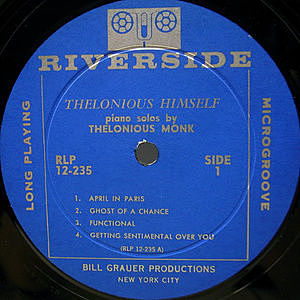 RIVERSIDE
LONG PLAYING
MICROGROOVE
THELONIOUS HIMSELF
piano solos by
THELONIOUS MONK
RLP
12-235
SIDE
1
1. APRIL IN PARIS
2. GHOST OF A CHANCE
3. FUNCTIONAL
4. GETTING SENTIMENTAL OVER YOU
(RLP 12-235 A)
BILL GRAUER PRODUCTIONS
NEW YORK CITY